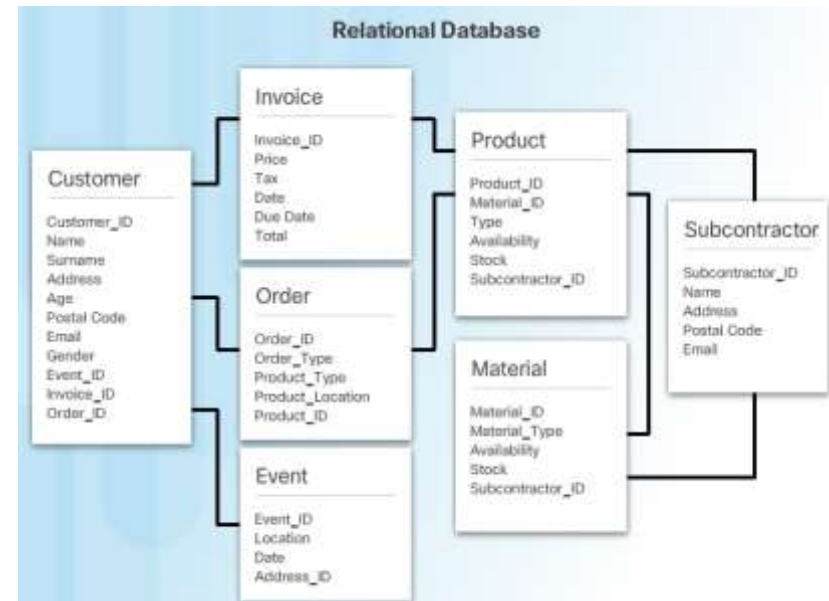 Relational Database
Customer
Customer_ID
Name
Surname
Address
Age
Postal Code
Email
Gender
Event_ID
Invoice_ID
Order_ID
Invoice
Invoice_ID
Price
Tax
Date
Due Date
Total
Order
Order_ID
Order_Type
Product_Type
Product_Location
Product_ID
Event
Event_ID
Location
Date
Address_ID
Product
Product_ID
Material_ID
Type
Availability
Stock
Subcontractor_ID
Material
Material_ID
Material_Type
Availability
Stock
Subcontractor_ID
Subcontractor
Subcontractor_ID
Name
Address
Postal Code
Email